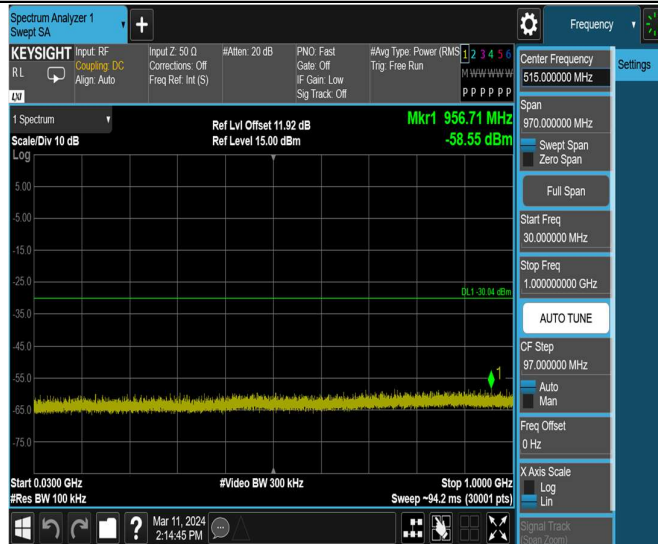 Spectrum Analyzer 1
Swept SA
Frequency
KEYSIGHT
RL
LXI
Input: RF
Coupling: DC
Align: Auto
Input Z: 50 Ω
Corrections: Off
Freq Ref: Int (S)
#Atten: 20 dB
PNO: Fast
Gate: Off
IF Gain: Low
Sig Track: Off
#Avg Type: Power (RMS
Trig: Free Run
1 2 3 4 5 6
M W W W W W
P P P P P P
1 Spectrum
Scale/Div 10 dB
Log
Ref Lvl Offset 11.92 dB
Ref Level 15.00 dBm
Mkr1 956.71 MHz
-58.55 dBm
5.00
-5.00
-15.0
-25.0
DL1 -30.04 dBm
-35.0
-45.0
-55.0
1
-65.0
-75.0
Start 0.0300 GHz
#Res BW 100 kHz
#Video BW 300 kHz
Stop 1.0000 GHz
Sweep ~94.2 ms (30001 pts)
Mar 11, 2024
2:14:45 PM
Center Frequency
515.000000 MHz
Settings
Span
970.000000 MHz
Swept Span
Zero Span
Full Span
Start Freq
30.000000 MHz
Stop Freq
1.000000000 GHz
AUTO TUNE
CF Step
97.000000 MHz
Auto
Man
Freq Offset
0 Hz
X Axis Scale
Log
Lin
Signal Track
(Span Zoom)